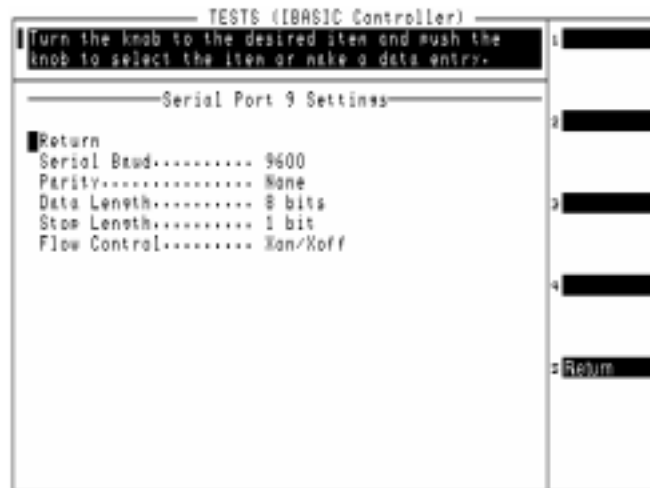 TESTS (IBASIC Controller)
Turn the knob to the desired item and push the
knob to select the item or make a data entry.
Serial Port 9 Settings
Return
Serial Baud.......... 9600
Parity............... None
Data Length.......... 8 bits
Stop Length.......... 1 bit
Flow Control......... Xon/Xoff
1
2
3
4
5 Return